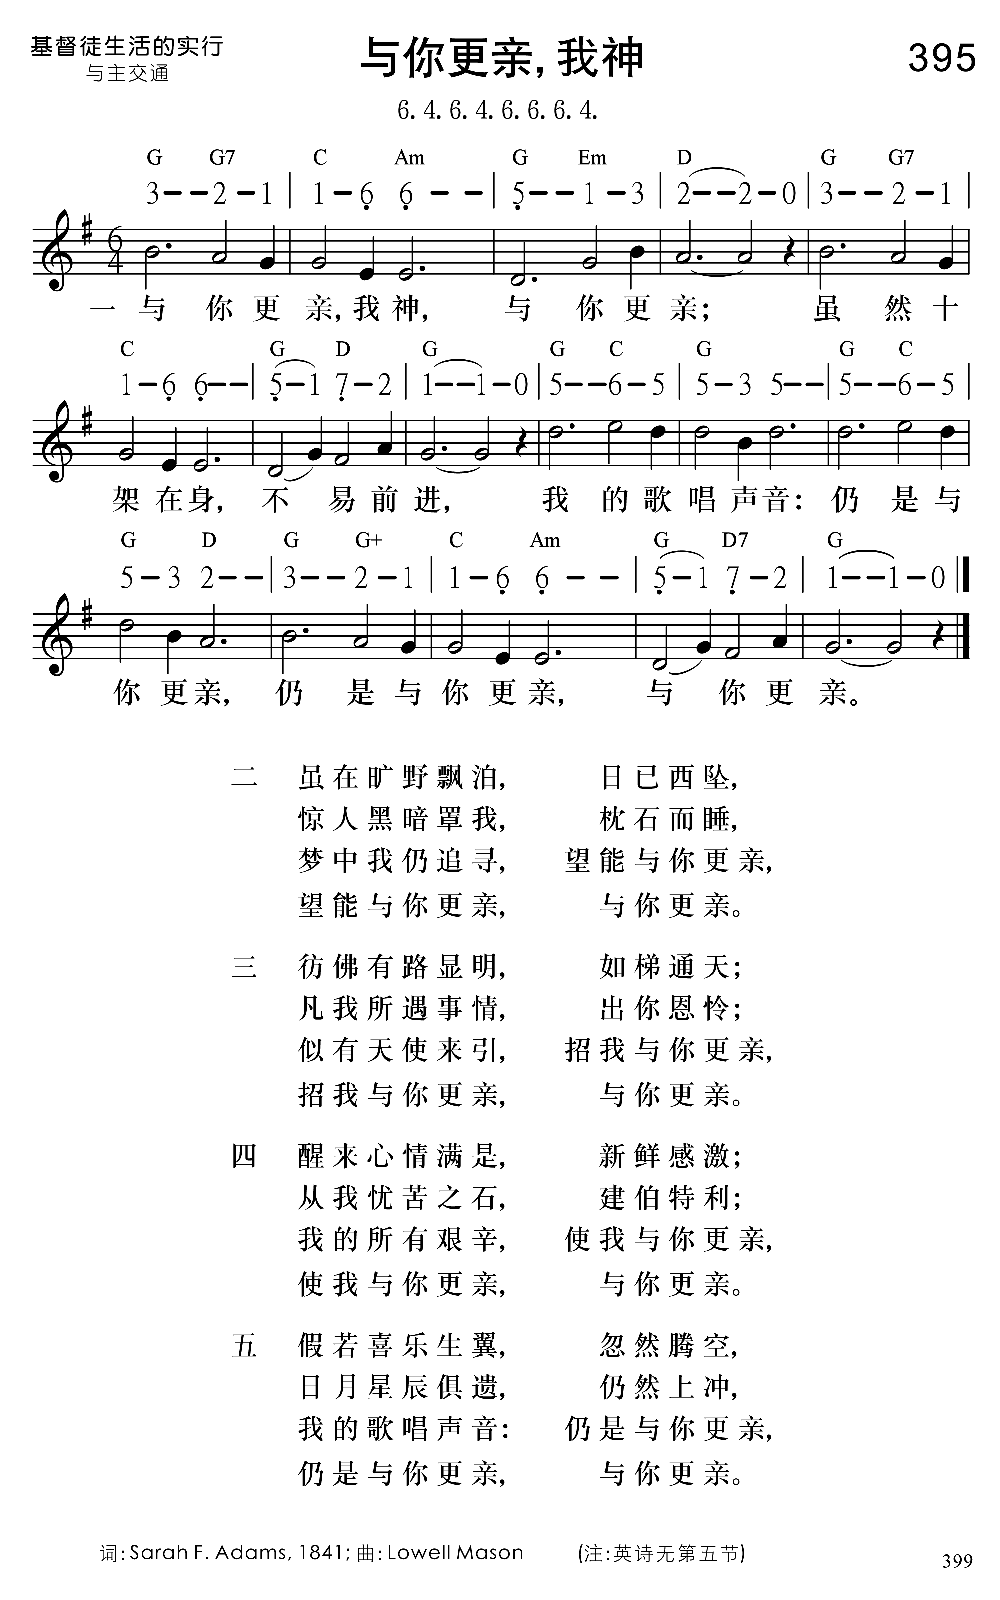 基督徒生活的实行
与主交通
与你更亲,我神
395
6. 4. 6. 4. 6. 6. 6. 4.
G G7 C Am G Em D G G7
3--2-1 | 1-6 6-- | 5--1-3 | 2--2-0 | 3--2-1 |
6
4
一 与 你 更 亲, 我 神, 与 你 更 亲; 虽 然 十
C G D G G C G G C
1-6 6-- | 5-1 7-2 | 1--1-0 | 5--6-5 | 5-3 5-- | 5--6-5 |
架 在 身, 不 易 前 进, 我 的 歌 唱 声 音: 仍 是 与
G D G G+ C Am G D7 G
5-3 2-- | 3--2-1 | 1-6 6-- | 5-1 7-2 | 1--1-0 ‖
你 更 亲, 仍 是 与 你 更 亲, 与 你 更 亲。
二 虽在旷野飘泊, 日已西坠,
惊人黑暗罩我, 枕石而睡,
梦中我仍追寻, 望能与你更亲,
望能与你更亲, 与你更亲。
三 彷佛有路显明, 如梯通天;
凡我所遇事情, 出你恩怜;
似有天使来引, 招我与你更亲,
招我与你更亲, 与你更亲。
四 醒来心情满是, 新鲜感激;
从我忧苦之石, 建伯特利;
我的所有艰辛, 使我与你更亲,
使我与你更亲, 与你更亲。
五 假若喜乐生翼, 忽然腾空,
日月星辰俱遗, 仍然上冲,
我的歌唱声音: 仍是与你更亲,
仍是与你更亲, 与你更亲。
词: Sarah F. Adams, 1841; 曲: Lowell Mason (注:英诗无第五节)
399